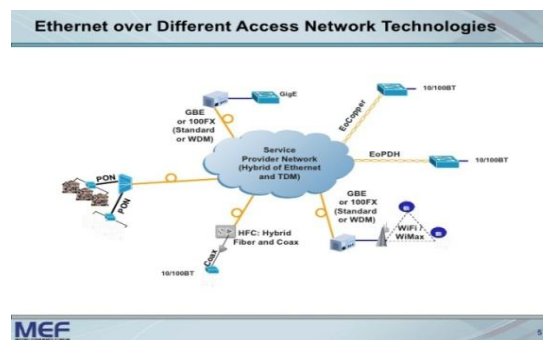 Ethernet over Different Access Network Technologies
GBE
or 100FX
(Standard
or WDM)
GigE
EoCopper
10/100BT
Service
Provider Network
(Hybrid of Ethernet
and TDM)
EoPDH
10/100BT
PON
PON
GBE
or 100FX
(Standard
or WDM)
WiFi /
WiMax
HFC: Hybrid
Fiber and Coax
Coax
10/100BT
MEF
5